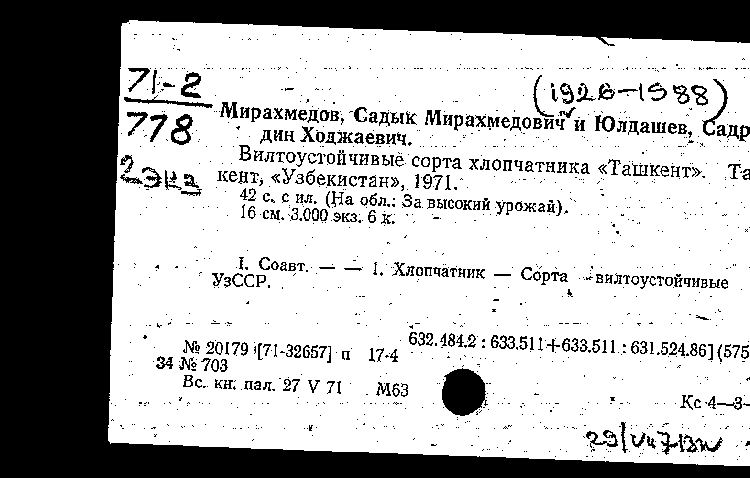 71-2
778
2 экз
(1926-1988)
Мирахмедов, Садык Мирахмедович и Юлдашев, Садр
дин Ходжаевич.
Вилтоустойчивые сорта хлопчатника «Ташкент». Та
кент, «Узбекистан», 1971.
42 с. с ил. (На обл.: За высокий урожай).
16 см. 3.000 экз. 6 к.
I. Соавт. — — 1. Хлопчатник — Сорта - вилтоустойчивые
УзССР.
№ 20179 [71-32657] п 17-4
632.484.2 : 633.511+633.511 : 631.524.86] (575
34 № 703
Вс. кн. пал. 27 V 71 М63
Кс 4—3-